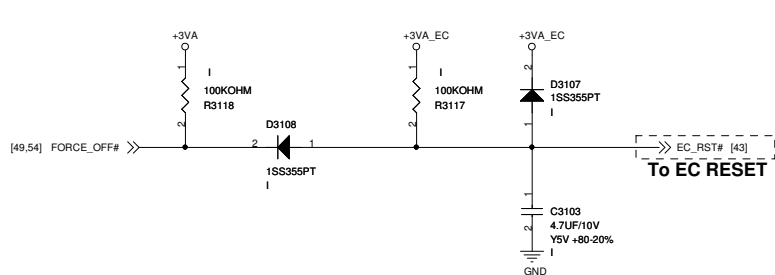 +3VA
+3VA_EC
+3VA_EC
1
I
100KOHM
R3118
2
1
I
100KOHM
R3117
2
2
D3107
1SS355PT
I
1
D3108
2
1
1SS355PT
I
[49,54] FORCE_OFF#
EC_RST# [43]
To EC RESET
1
C3103
4.7UF/10V
Y5V +80-20%
I
2
GND